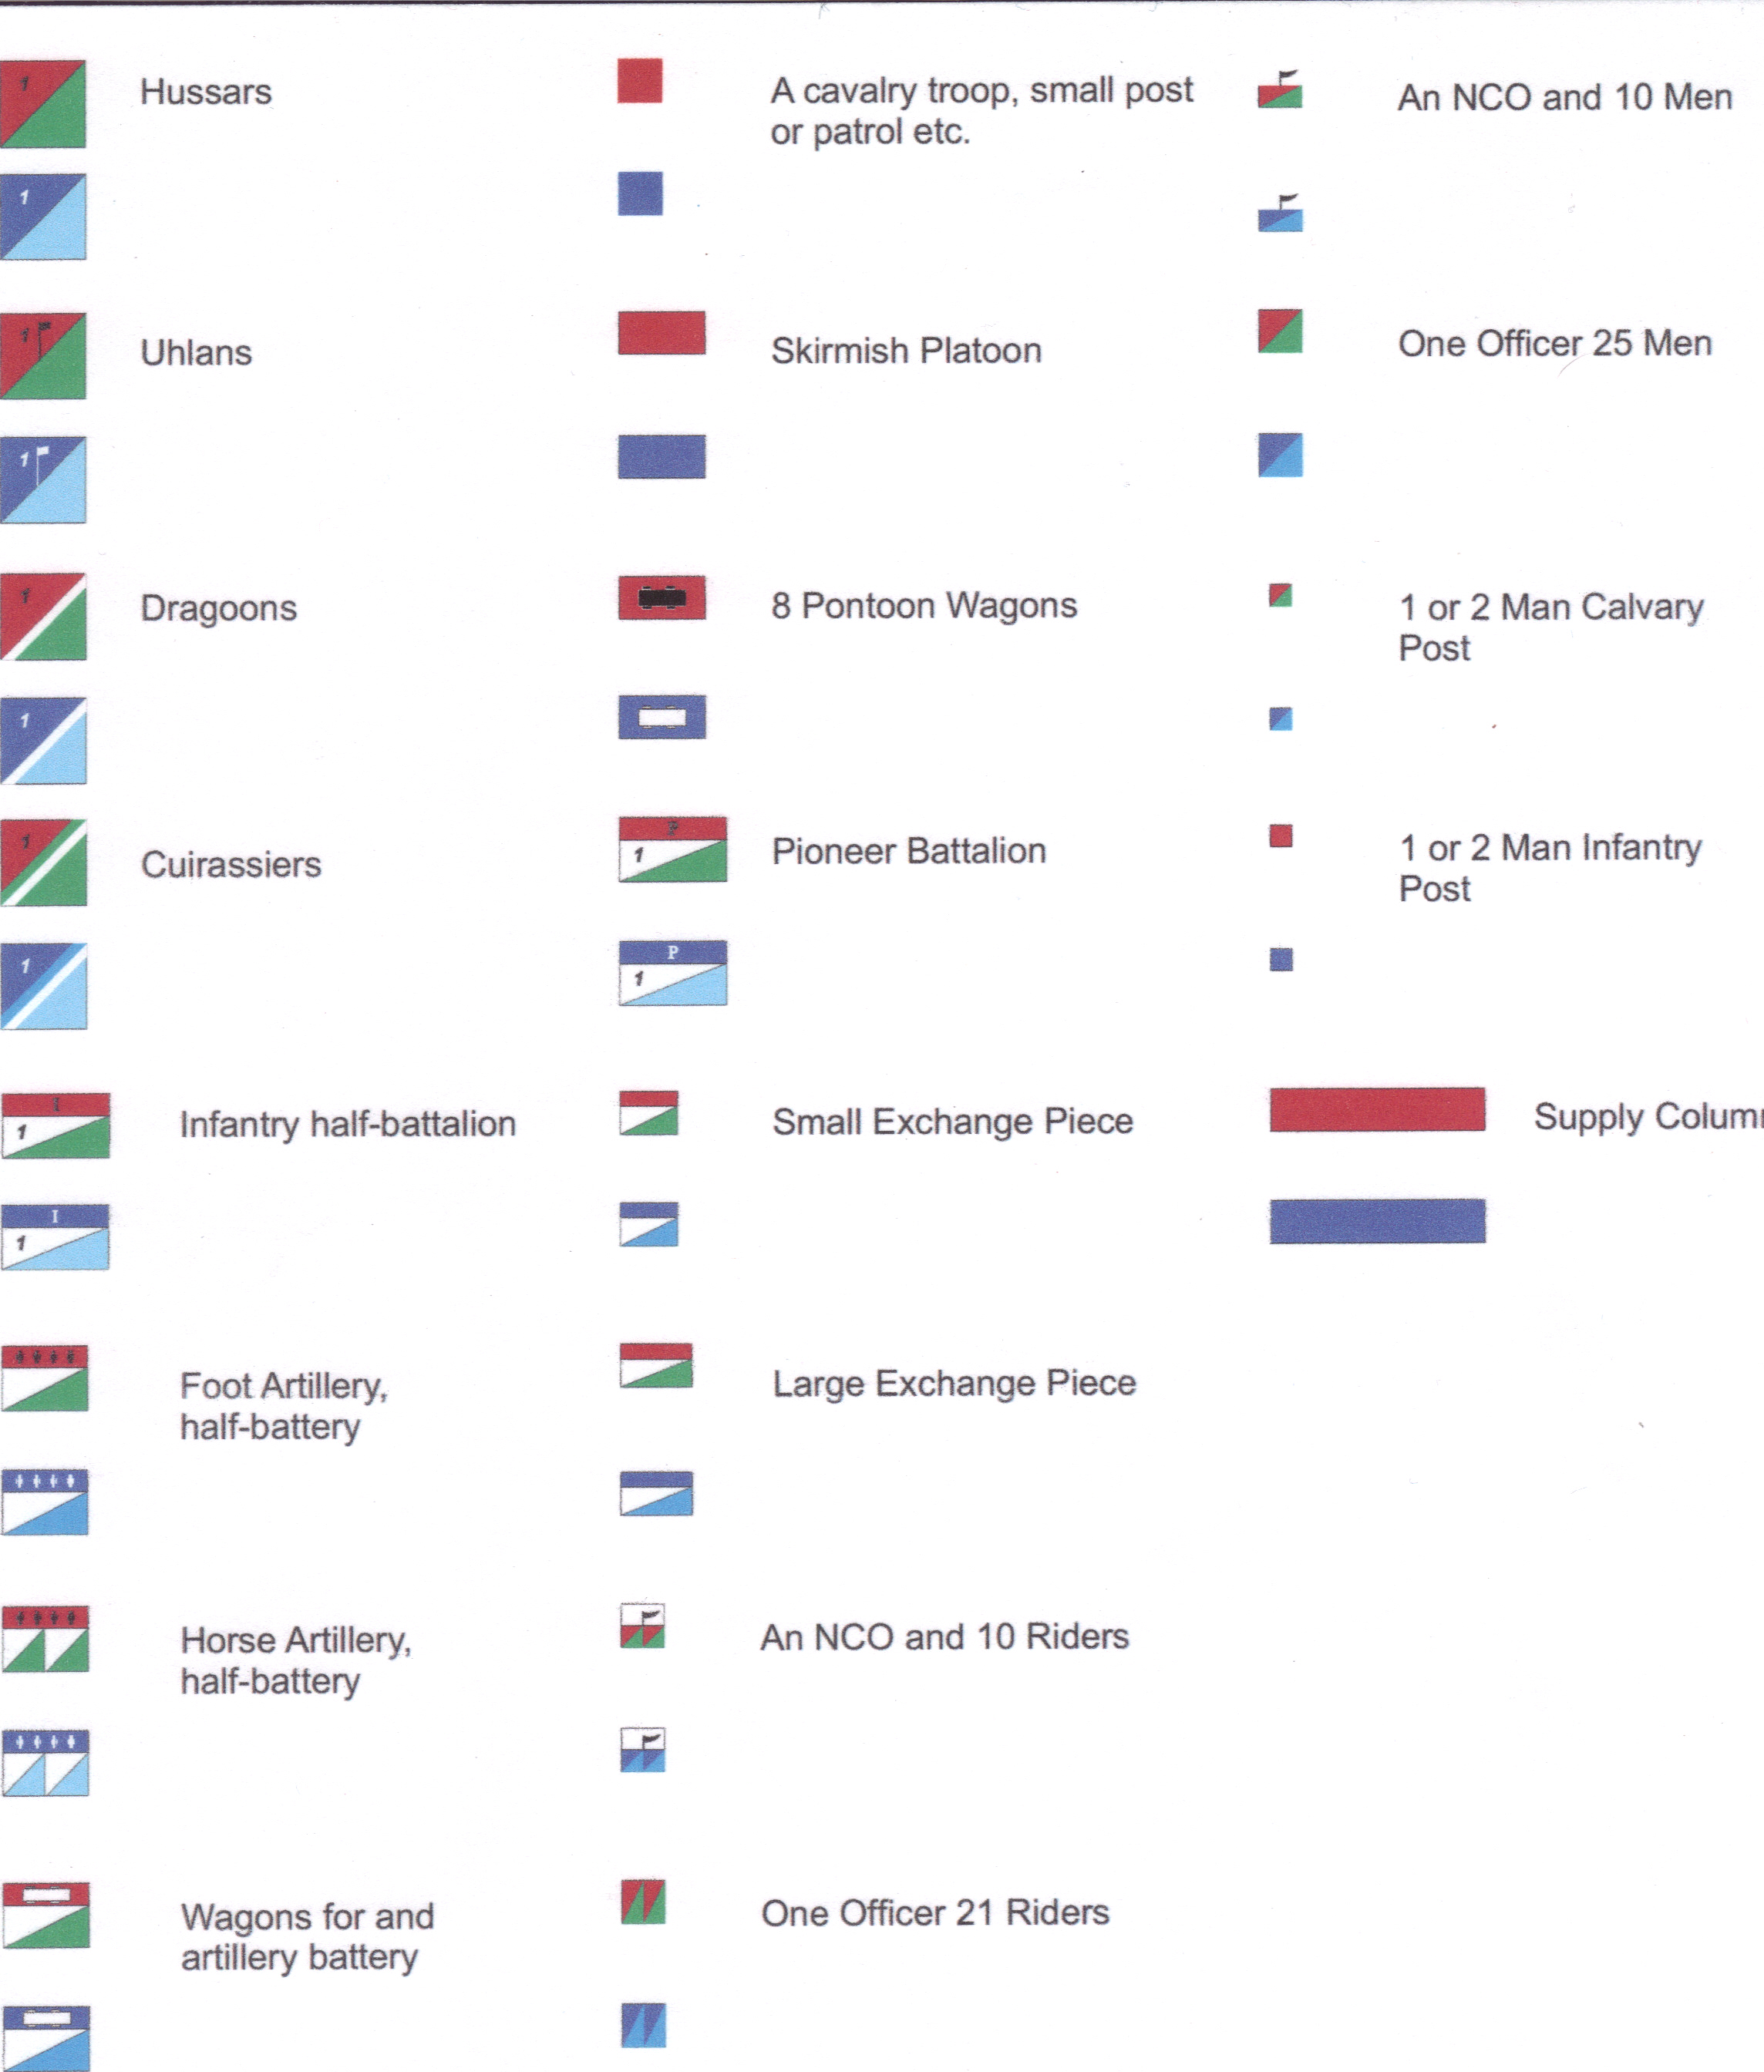 1
Hussars
1
1
Uhlans
1
1
Dragoons
1
1
Cuirassiers
1
I
1
Infantry half-battalion
I
1
Foot Artillery,
half-battery
Horse Artillery,
half-battery
Wagons for and
artillery battery
A cavalry troop, small post
or patrol etc.
Skirmish Platoon
8 Pontoon Wagons
P
1
Pioneer Battalion
P
1
Small Exchange Piece
Large Exchange Piece
An NCO and 10 Riders
One Officer 21 Riders
An NCO and 10 Men
One Officer 25 Men
1 or 2 Man Calvary
Post
1 or 2 Man Infantry
Post
Supply Colum